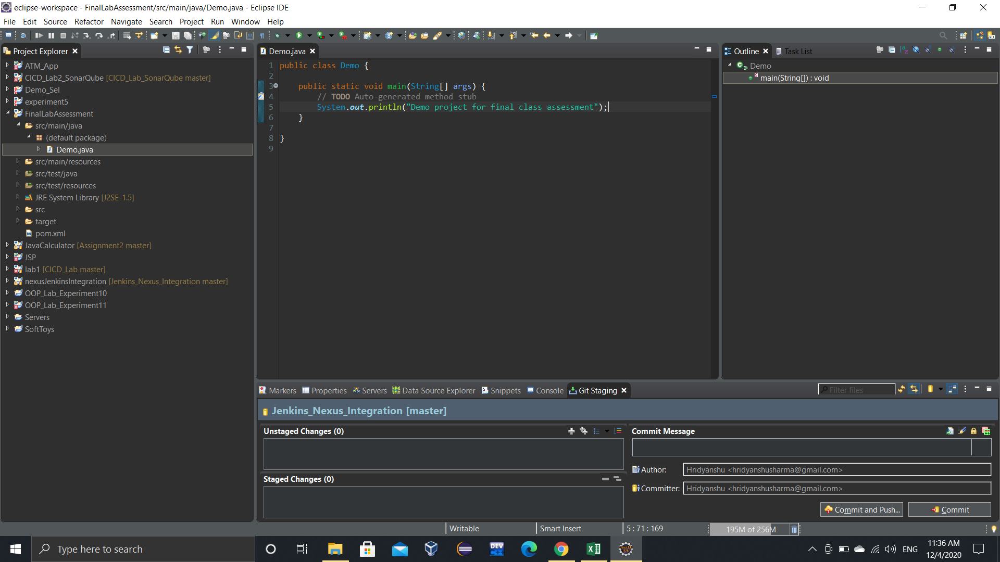 eclipse-workspace - FinalLabAssessment/src/main/java/Demo.java - Eclipse IDE
File Edit Source Refactor Navigate Search Project Run Window Help
Project Explorer
ATM_App
CICD_Lab2_SonarQube [CICD_Lab_SonarQube master]
Demo_Sel
experiment5
FinalLabAssessment
src/main/java
(default package)
Demo.java
src/main/resources
src/test/java
src/test/resources
JRE System Library [J2SE-1.5]
src
target
pom.xml
JavaCalculator [Assignment2 master]
JSP
lab1 [CICD_Lab master]
nexusJenkinsIntegration [Jenkins_Nexus_Integration master]
OOP_Lab_Experiment10
OOP_Lab_Experiment11
Servers
SoftToys
Demo.java
1 public class Demo {
2
3 public static void main(String[] args) {
4 // TODO Auto-generated method stub
5 System.out.println("Demo project for final class assessment");
6 }
7
8 }
9
Outline Task List
Demo
main(String[]) : void
Markers Properties Servers Data Source Explorer Snippets Console Git Staging
Filter files
Jenkins_Nexus_Integration [master]
Unstaged Changes (0)
Staged Changes (0)
Commit Message
Author: Hridyanshu <hridyanshusharma@gmail.com>
Committer: Hridyanshu <hridyanshusharma@gmail.com>
Commit and Push... Commit
Writable Smart Insert 5 : 71 : 169 195M of 256M
Type here to search
DEV C++
ENG
11:36 AM
12/4/2020